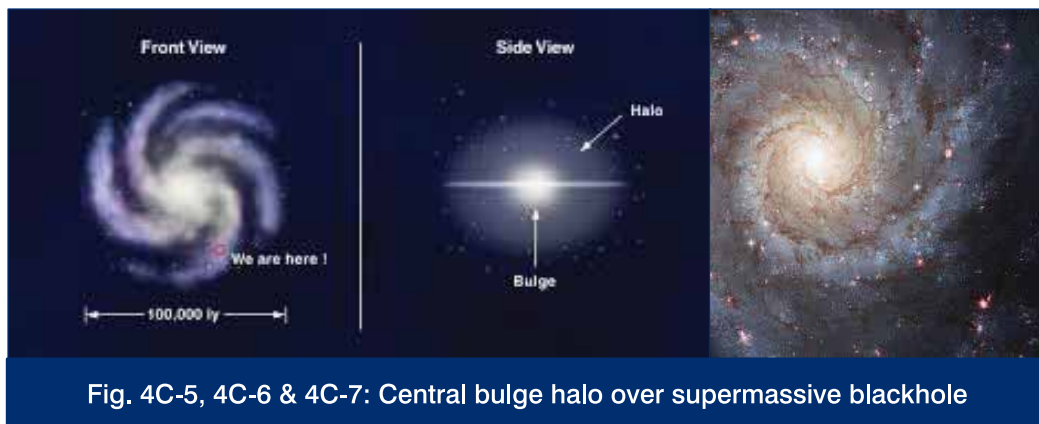 Front View
We are here !
100,000 ly
Side View
Halo
Bulge
Fig. 4C-5, 4C-6 & 4C-7: Central bulge halo over supermassive blackhole